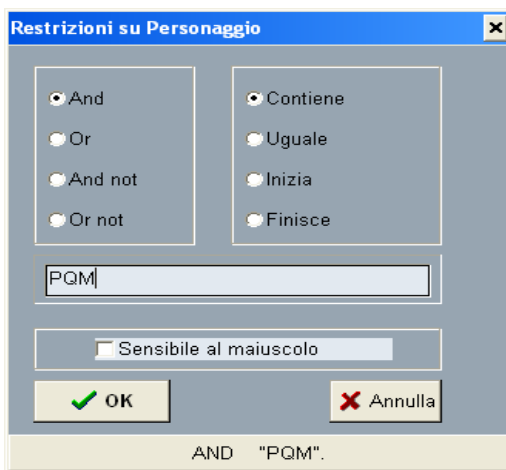 Restrizioni su Personaggio
And
Contiene
Or
Uguale
And not
Inizia
Or not
Finisce
PQM
Sensibile al maiuscolo
OK
Annulla
AND "PQM".